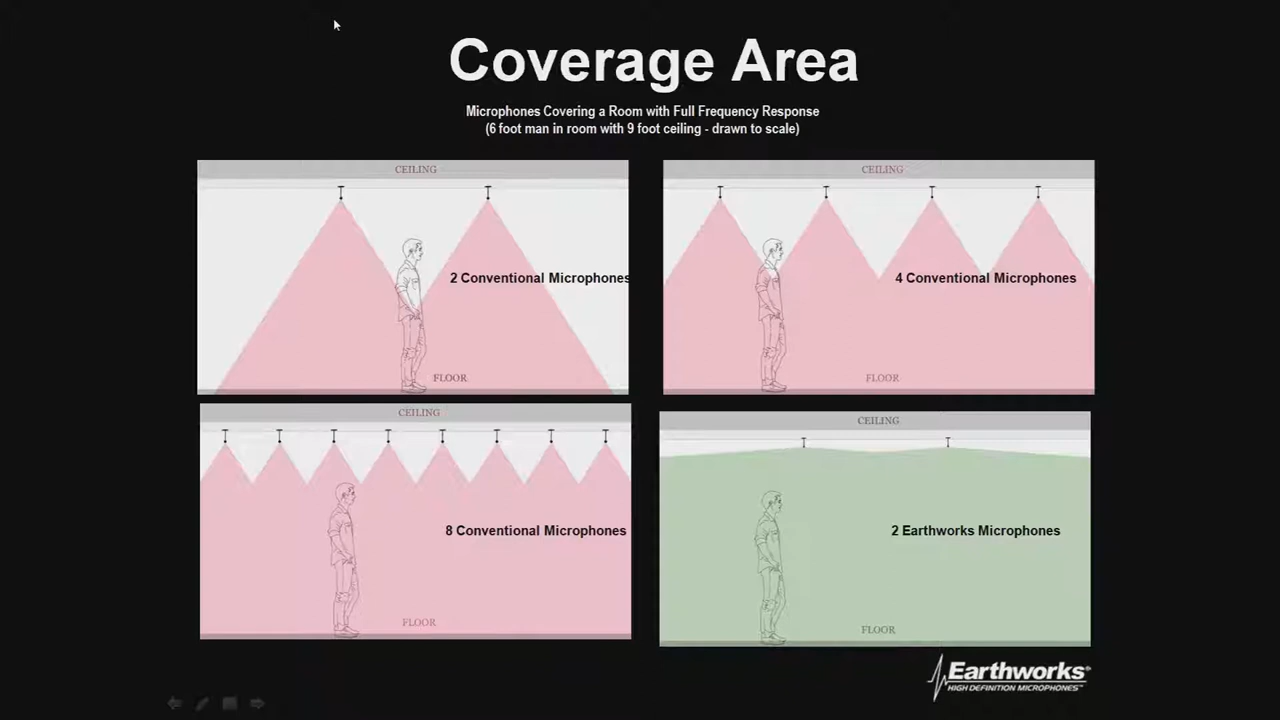 Coverage Area
Microphones Covering a Room with Full Frequency Response
(6 foot man in room with 9 foot ceiling - drawn to scale)
CEILING
2 Conventional Microphones
FLOOR
CEILING
4 Conventional Microphones
FLOOR
CEILING
8 Conventional Microphones
FLOOR
CEILING
2 Earthworks Microphones
FLOOR
Earthworks®
HIGH DEFINITION MICROPHONES™